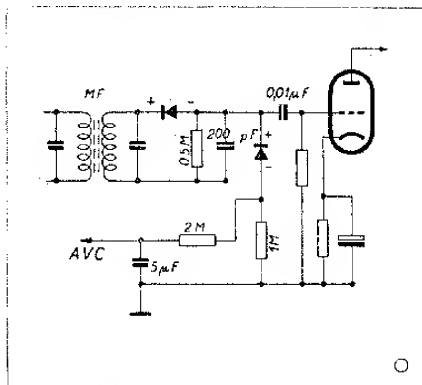 MF
0,01µF
+ -
200 pF +
0.5M
-
2M
1M
AVC
5µF